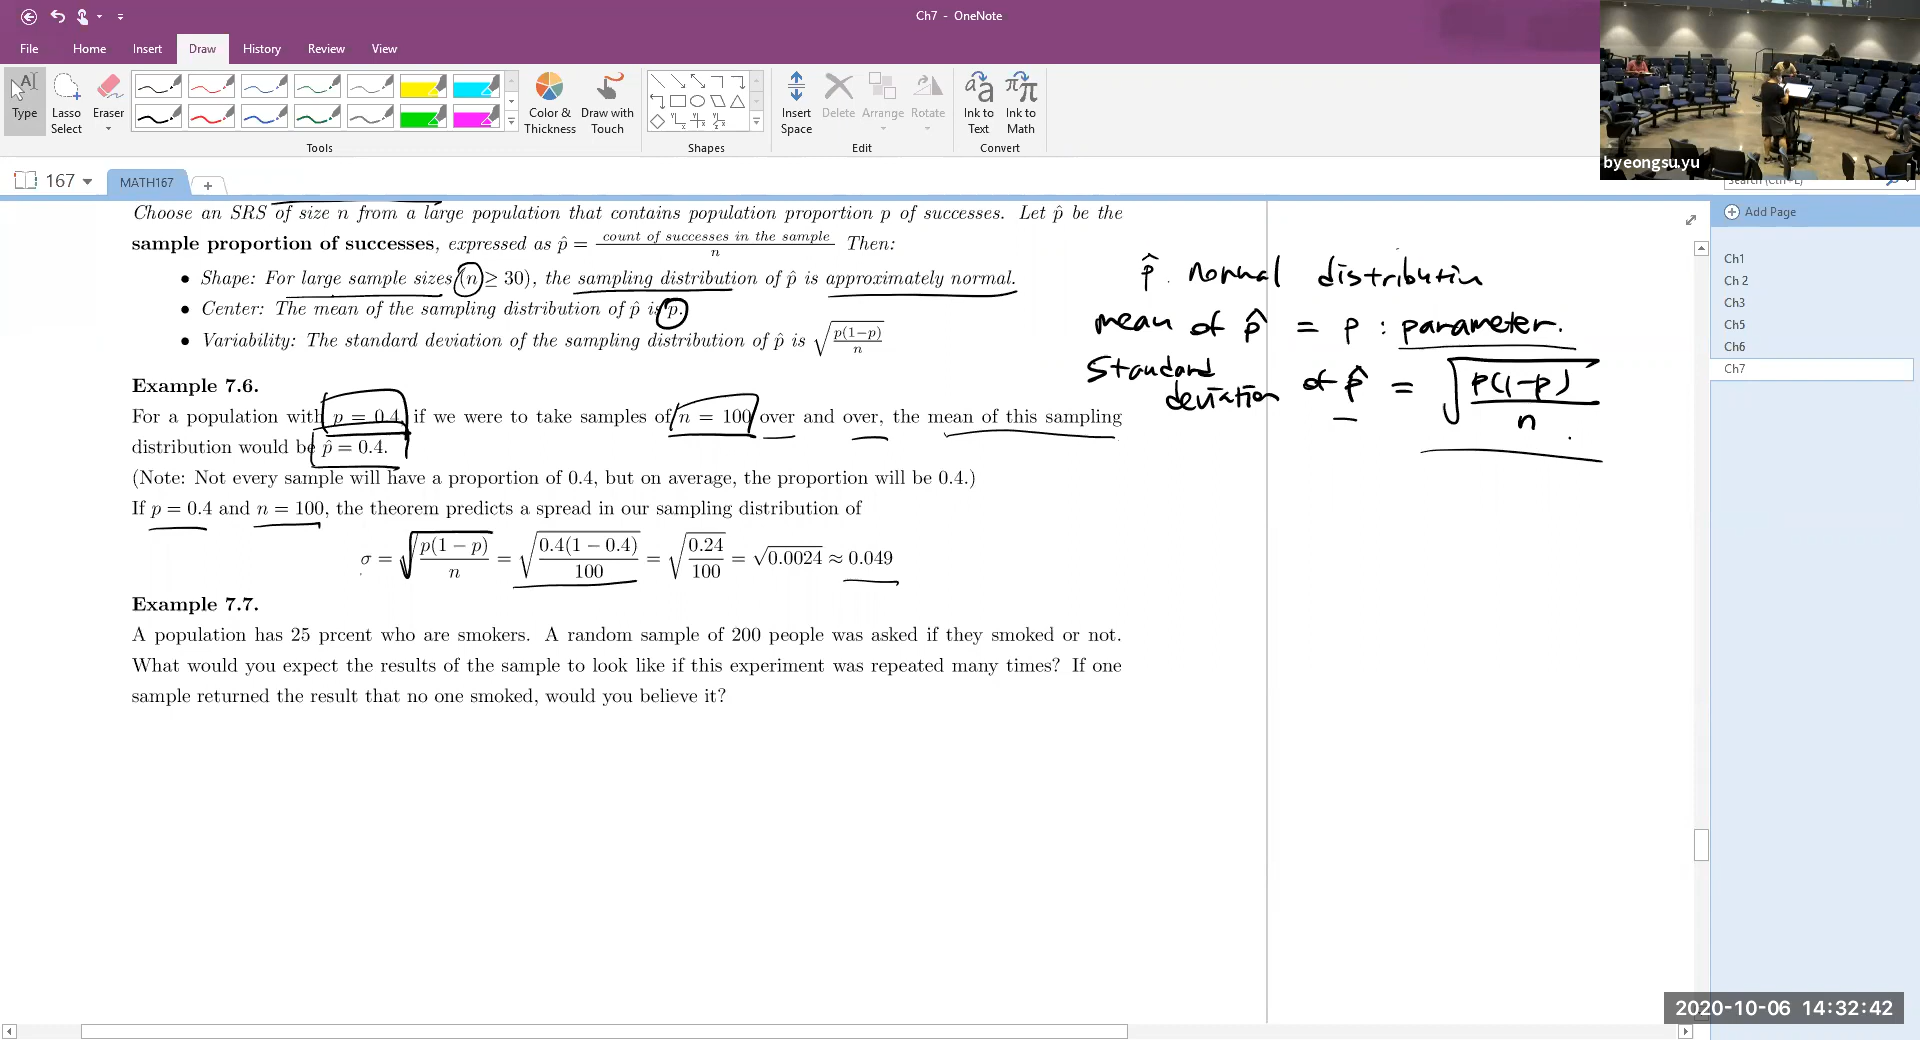 Ch7 - OneNote
File Home Insert Draw History Review View
Type
Lasso Select
Eraser
Color & Thickness
Draw with Touch
Insert Space
Delete
Arrange
Rotate
Ink to Text
Ink to Math
Tools
Shapes
Edit
Convert
byeongsu.yu
167
MATH167
Search (Ctrl+E)
Add Page
Ch1
Ch 2
Ch3
Ch5
Ch6
Ch7
Choose an SRS of size n from a large population that contains population proportion p of successes. Let p̂ be the
sample proportion of successes, expressed as p̂ = count of successes in the sample / n Then:
• Shape: For large sample sizes (n ≥ 30), the sampling distribution of p̂ is approximately normal.
• Center: The mean of the sampling distribution of p̂ is p.
• Variability: The standard deviation of the sampling distribution of p̂ is √(p(1−p)/n)
Example 7.6.
For a population with p = 0.4, if we were to take samples of n = 100 over and over, the mean of this sampling
distribution would be p̂ = 0.4.
(Note: Not every sample will have a proportion of 0.4, but on average, the proportion will be 0.4.)
If p = 0.4 and n = 100, the theorem predicts a spread in our sampling distribution of
σ = √(p(1 − p)/n) = √(0.4(1 − 0.4)/100) = √(0.24/100) = √0.0024 ≈ 0.049
Example 7.7.
A population has 25 prcent who are smokers. A random sample of 200 people was asked if they smoked or not.
What would you expect the results of the sample to look like if this experiment was repeated many times? If one
sample returned the result that no one smoked, would you believe it?
p̂. normal distributin
mean of p̂ = p : parameter.
Standard deviation of p̂ = √(p(1-p)/n)
2020-10-06 14:32:42